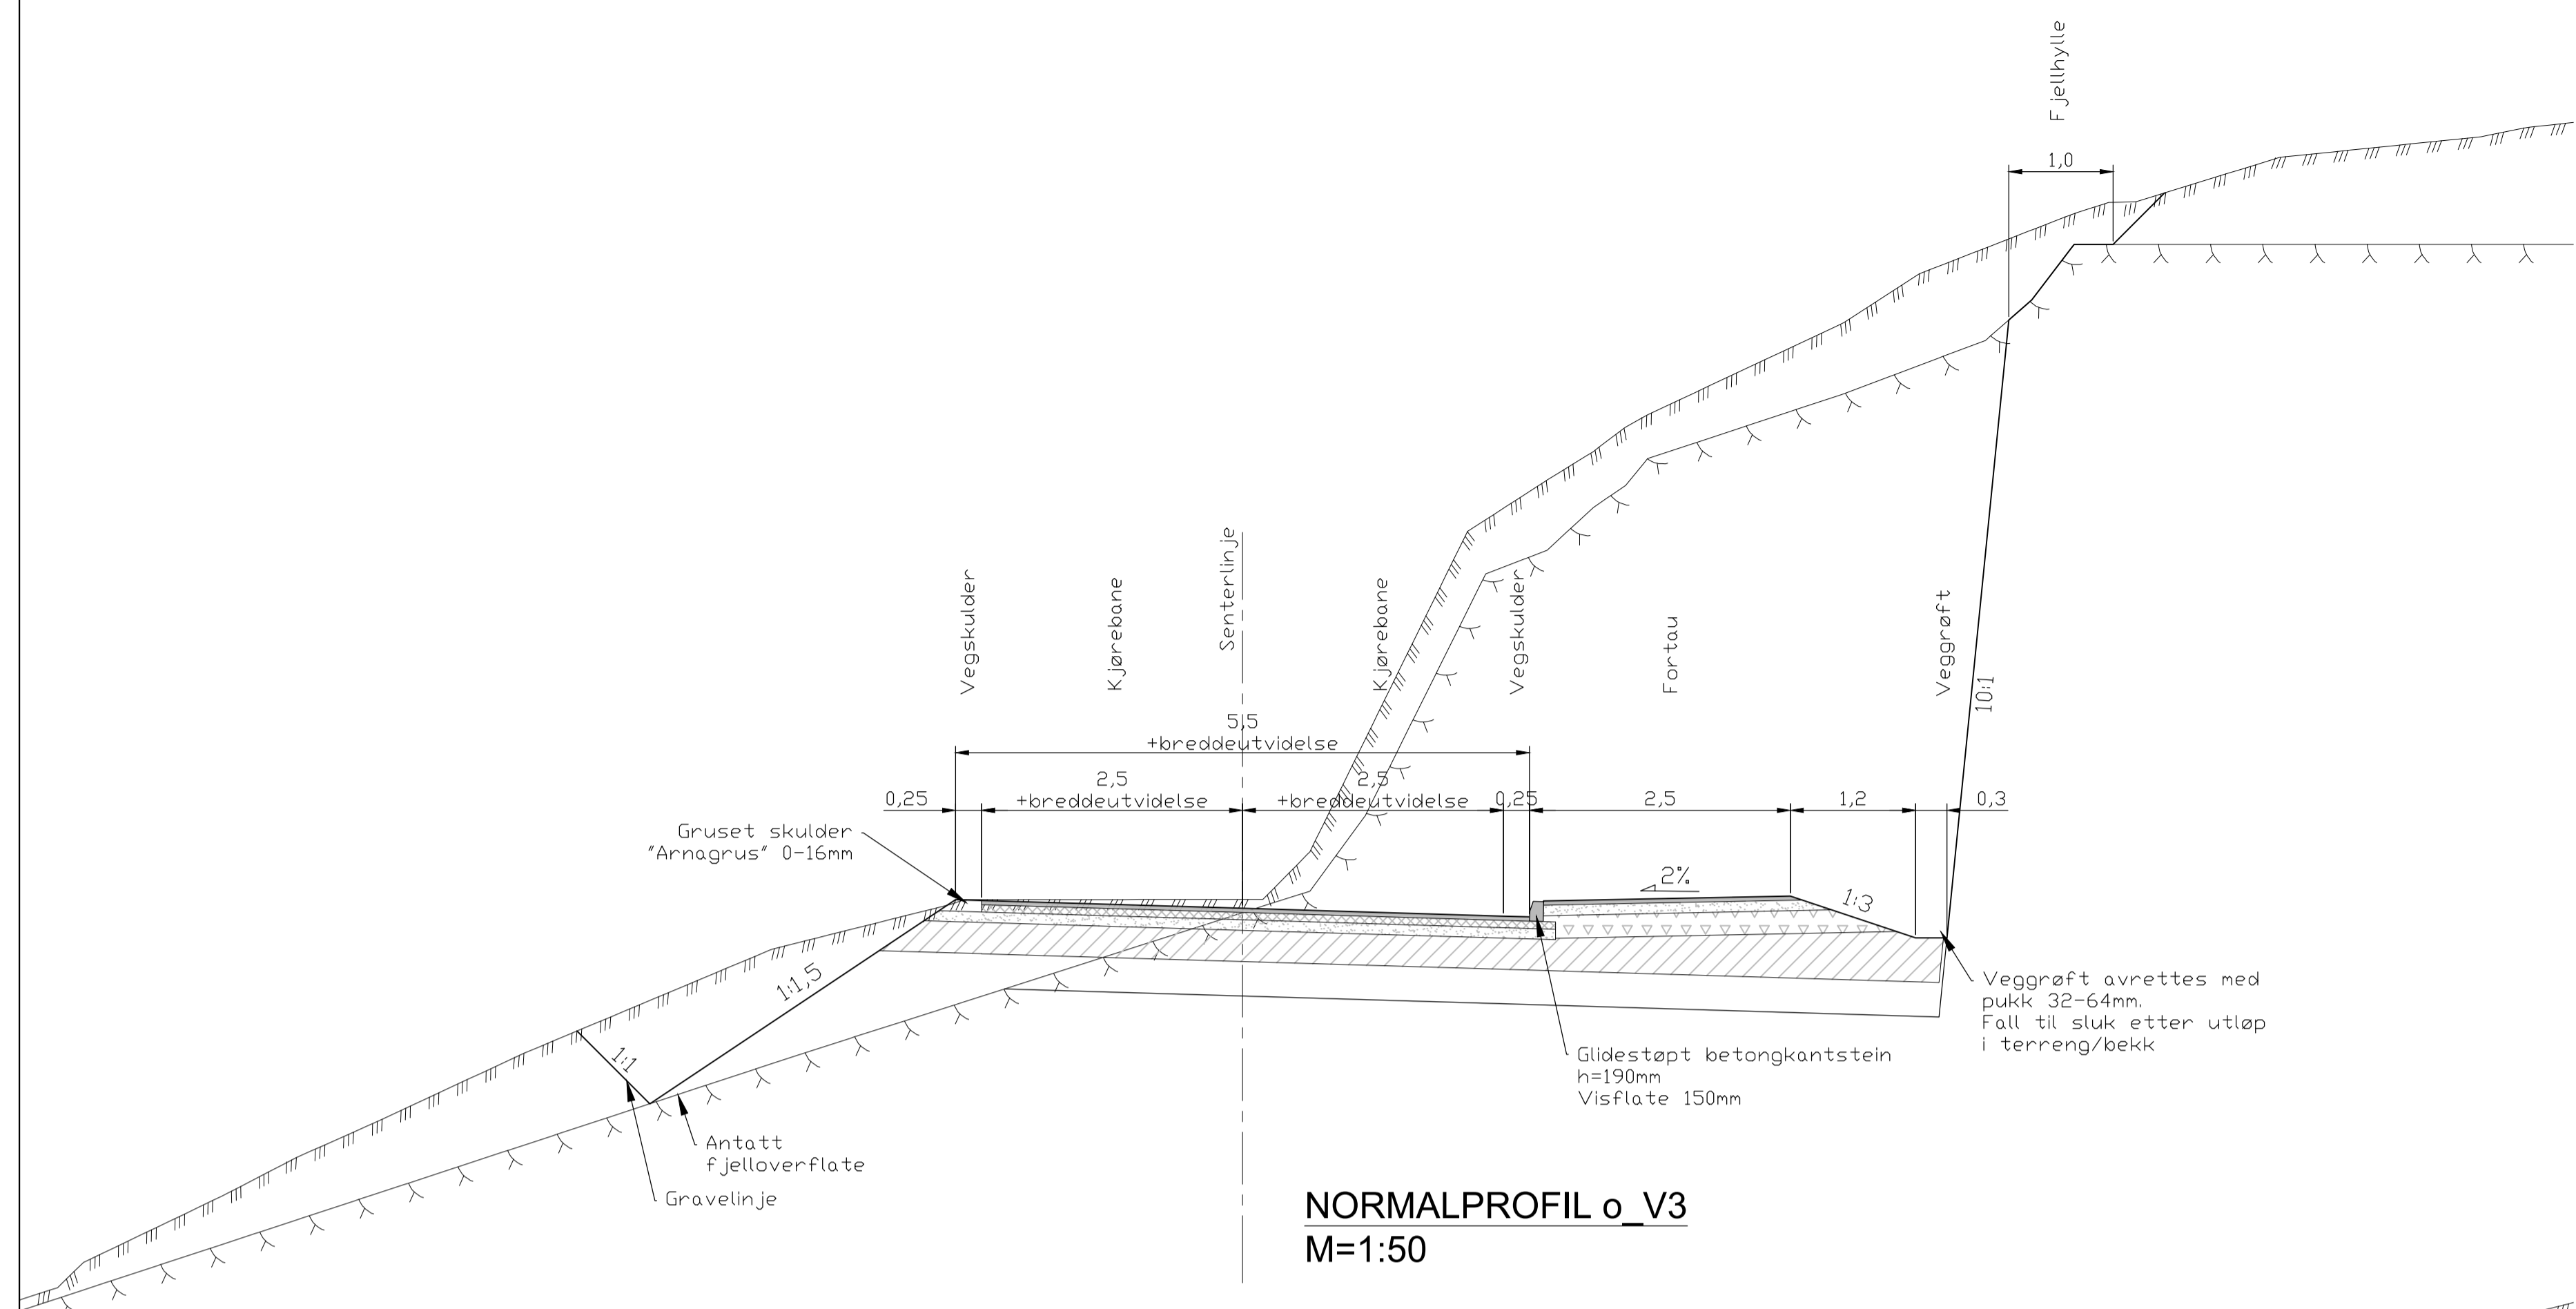 Fjellhylle
1,0
Vegskulder
Kjørebane
Senterlinje
Kjørebane
Vegskulder
Fortau
Veggrøft
10:1
5,5
+breddeutvidelse
2,5
+breddeutvidelse
2,5
+breddeutvidelse
0,25
0,25
2,5
1,2
0,3
Gruset skulder
"Arnagrus" 0-16mm
2%
1:3
1:1,5
1:1
Veggrøft avrettes med
pukk 32-64mm.
Fall til sluk etter utløp
i terreng/bekk
Glidestøpt betongkantstein
h=190mm
Visflate 150mm
Antatt
fjelloverflate
Gravelinje
NORMALPROFIL o_V3
M=1:50